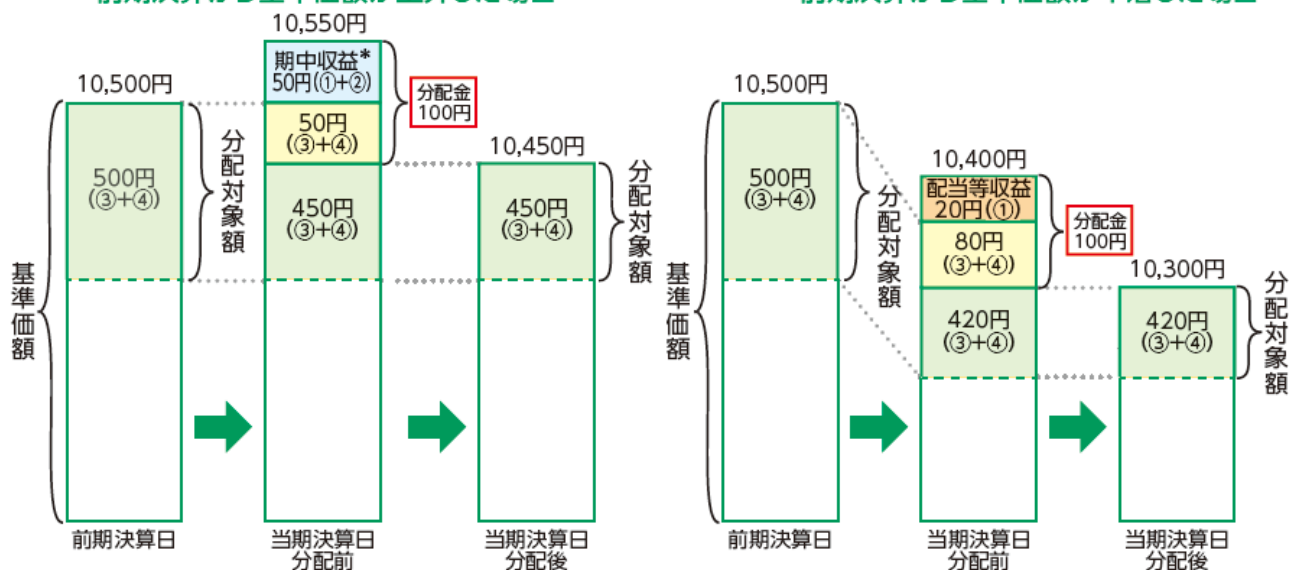 10,550円
期中収益*
50円(①+②)
10,500円
分配金
100円
50円
(③+④)
10,450円
500円
(③+④)
分配対象額
450円
(③+④)
450円
(③+④)
分配対象額
基準価額
前期決算日
当期決算日
分配前
当期決算日
分配後
10,500円
10,400円
500円
(③+④)
分配対象額
配当等収益
20円(①)
分配金
100円
80円
(③+④)
10,300円
420円
(③+④)
420円
(③+④)
分配対象額
基準価額
前期決算日
当期決算日
分配前
当期決算日
分配後